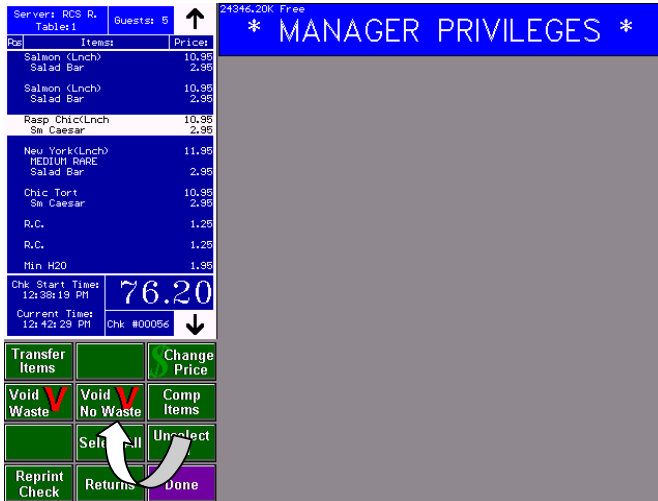 Server: RCS R.
Table:1
Guests: 5
Pos Items: Price:
Salmon (Lnch) 10.95
Salad Bar 2.95
Salmon (Lnch) 10.95
Salad Bar 2.95
Rasp Chic(Lnch 10.95
Sm Caesar 2.95
New York(Lnch) 11.95
MEDIUM RARE
Salad Bar 2.95
Chic Tort 10.95
Sm Caesar 2.95
R.C. 1.25
R.C. 1.25
Min H2O 1.95
Chk Start Time:
12:38:19 PM
76.20
Current Time:
12:42:29 PM
Chk #00056
24346.20K Free
* MANAGER PRIVILEGES *
Transfer
Items
$Change
Price
Void
Waste V
Void
No Waste V
Comp
Items
Unselect
Reprint
Check
Returns
Done